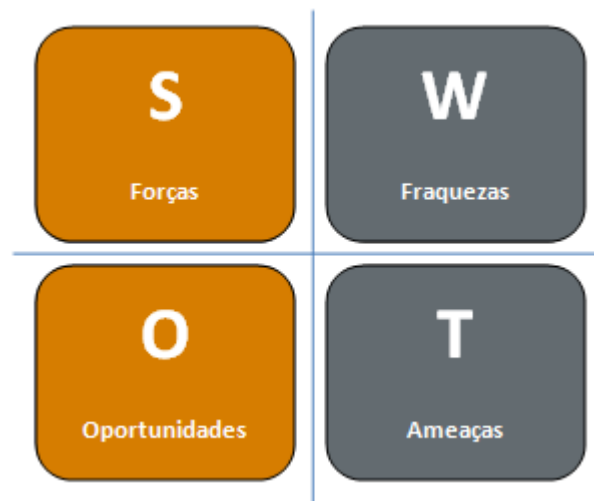 S
Forças
W
Fraquezas
O
Oportunidades
T
Ameaças